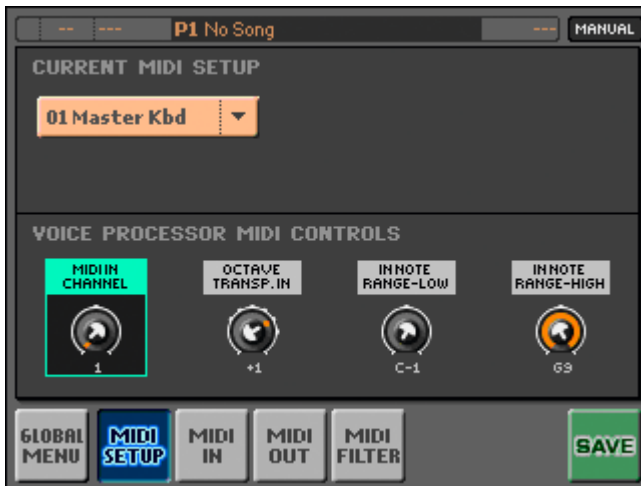 -- --- P1 No Song --- MANUAL
CURRENT MIDI SETUP
01 Master Kbd
VOICE PROCESSOR MIDI CONTROLS
MIDI IN CHANNEL
1
OCTAVE TRANSP. IN
+1
IN NOTE RANGE-LOW
C-1
IN NOTE RANGE-HIGH
G9
GLOBAL MENU
MIDI SETUP
MIDI IN
MIDI OUT
MIDI FILTER
SAVE